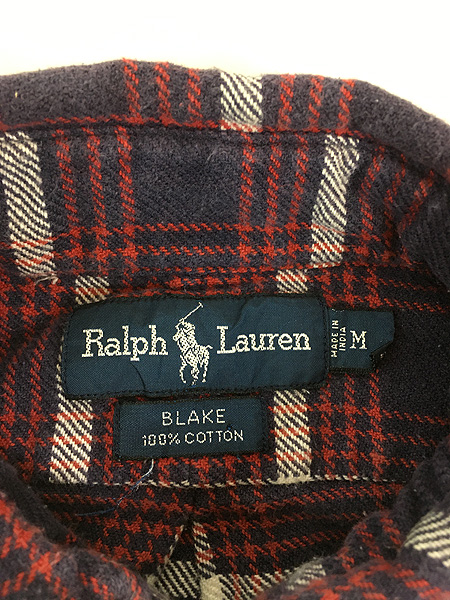 Ralph Lauren
MADE IN
INDIA
M
BLAKE
100% COTTON